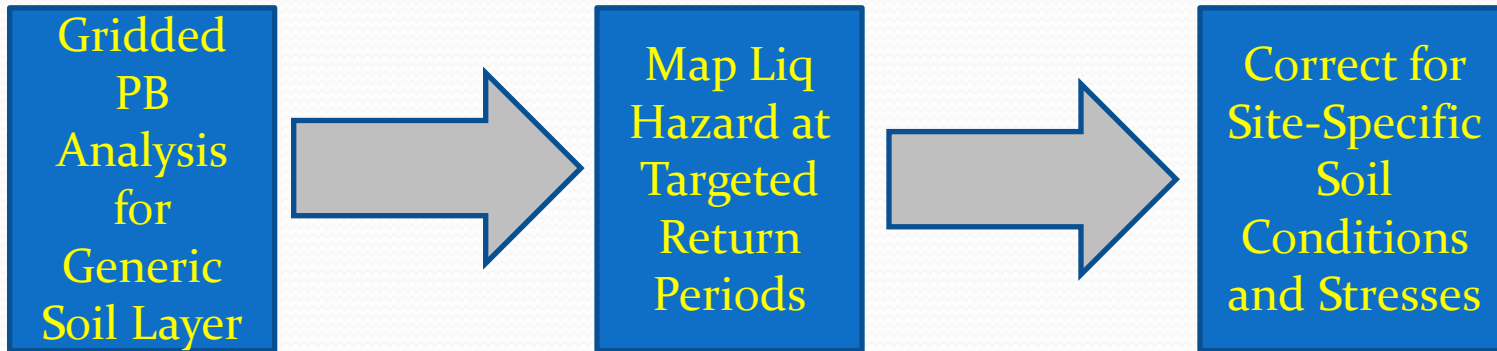 Gridded
PB
Analysis
for
Generic
Soil Layer
Map Liq
Hazard at
Targeted
Return
Periods
Correct for
Site-Specific
Soil
Conditions
and Stresses